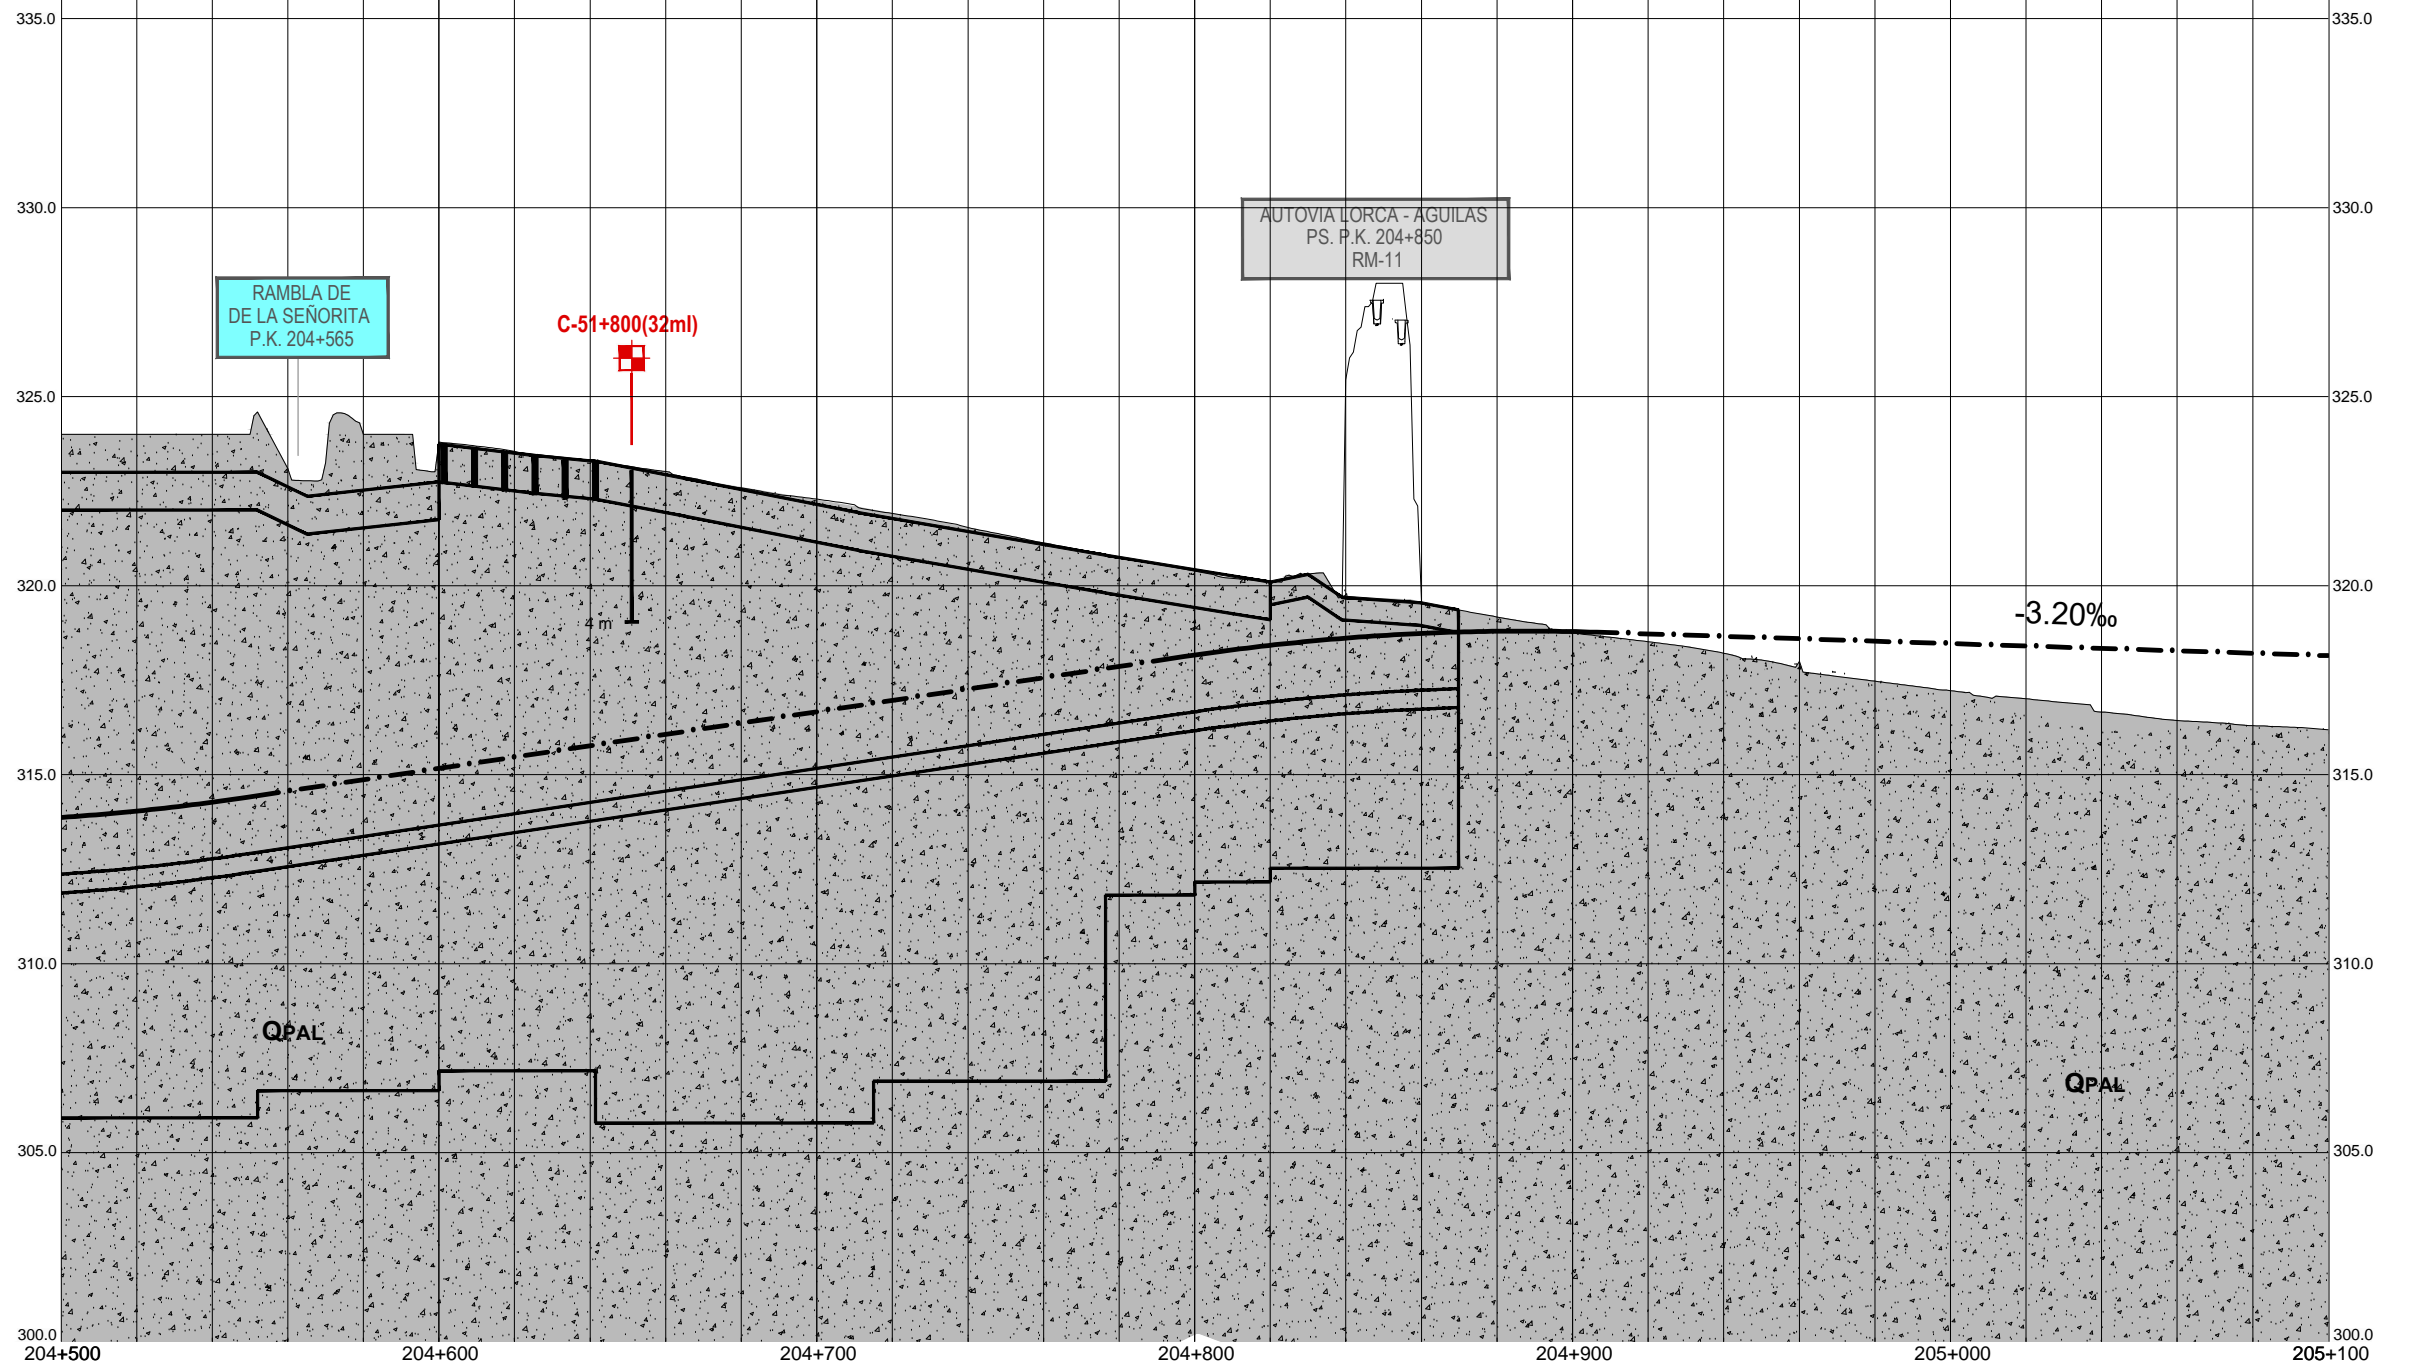 335.0
335.0
330.0
330.0
AUTOVIA LORCA - AGUILAS
PS. P.K. 204+850
RM-11
RAMBLA DE
DE LA SEÑORITA
P.K. 204+565
C-51+800(32ml)
325.0
325.0
320.0
320.0
4 m
-3.20‰
315.0
315.0
310.0
310.0
QPAL
QPAL
305.0
305.0
300.0
300.0
204+500
204+600
204+700
204+800
204+900
205+000
205+100